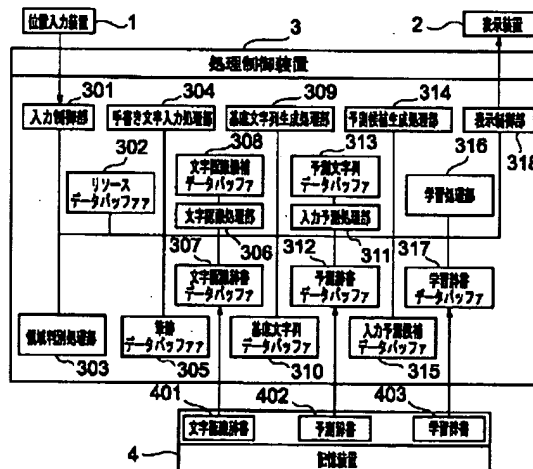 位置入力装置
1
2
表示装置
3
処理制御装置
301
304
309
314
入力制御部
手書き文字入力処理部
基底文字列生成処理部
予測候補生成処理部
表示制御部
318
302
308
313
316
リソース
データバッファ
文字認識候補
データバッファ
予測文字列
データバッファ
学習処理部
文字認識処理部
入力予測処理部
307
306
312
311
317
文字認識辞書
データバッファ
予測辞書
データバッファ
学習辞書
データバッファ
領域判別処理部
筆跡
データバッファ
基底文字列
データバッファ
入力予測候補
データバッファ
303
305
310
315
401
402
403
文字認識辞書
予測辞書
学習辞書
4
記憶装置